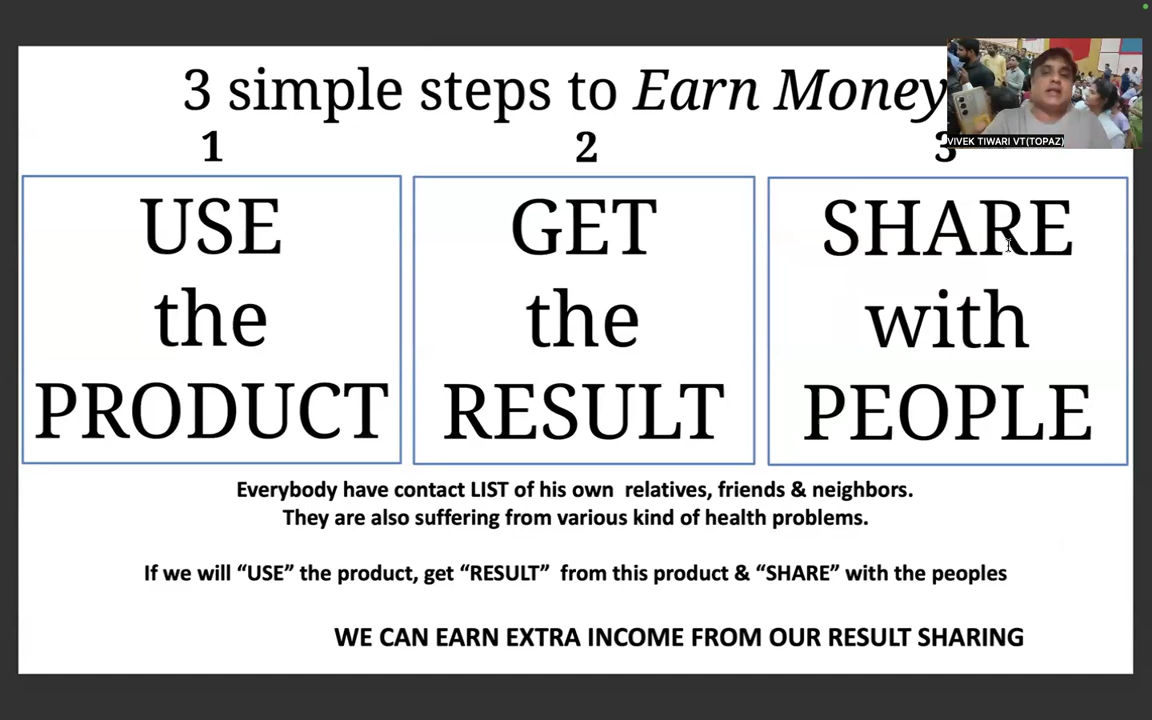 3 simple steps to Earn Money
VIVEK TIWARI VT(TOPAZ)
1
2
3
USE
the
PRODUCT
GET
the
RESULT
SHARE
with
PEOPLE
Everybody have contact LIST of his own relatives, friends & neighbors.
They are also suffering from various kind of health problems.
If we will “USE” the product, get “RESULT” from this product & “SHARE” with the peoples
WE CAN EARN EXTRA INCOME FROM OUR RESULT SHARING